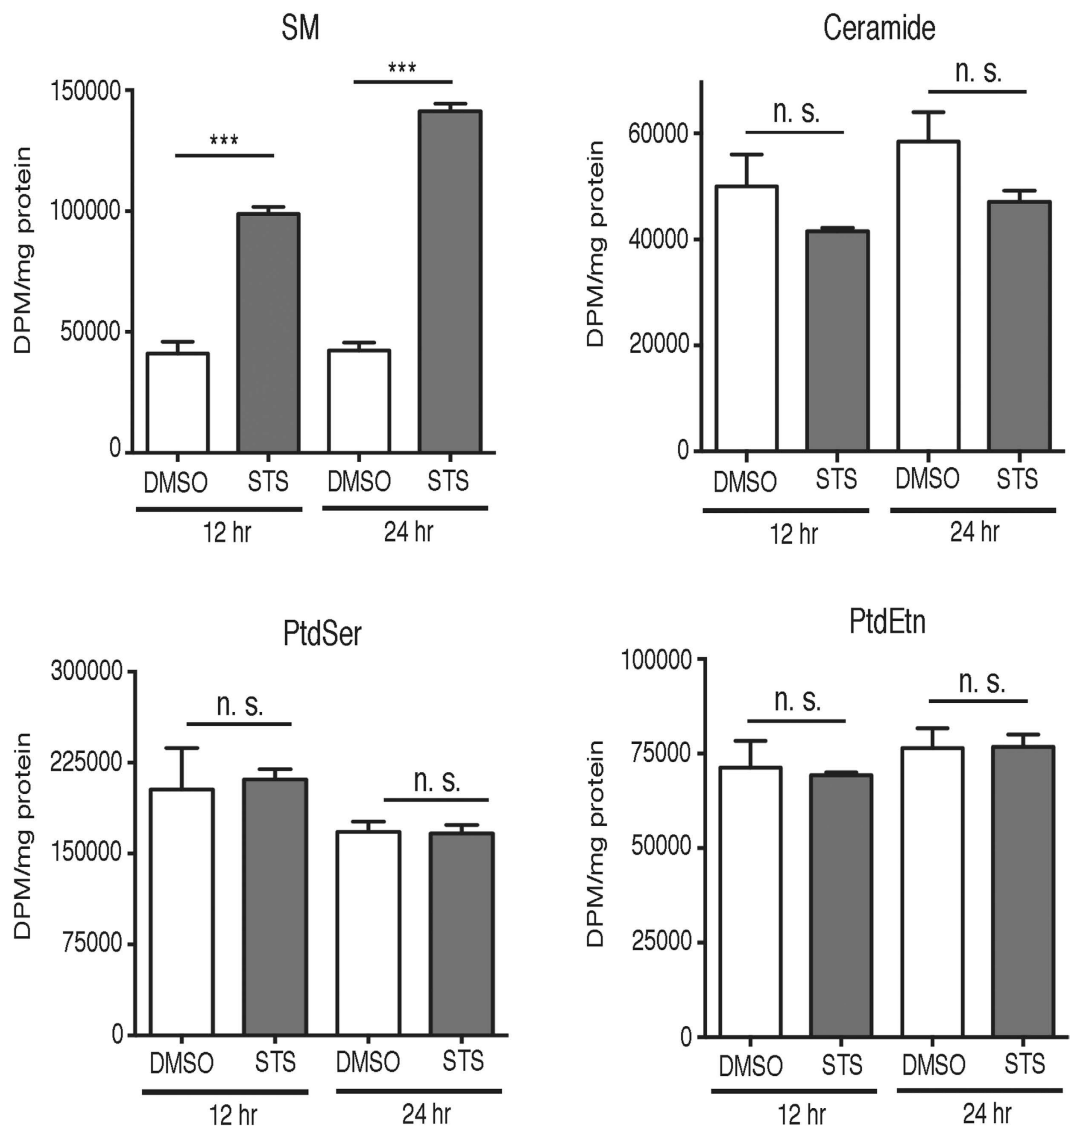 SM
***
***
150000
100000
50000
0
DPM/mg protein
DMSO STS DMSO STS
12 hr 24 hr
Ceramide
n. s.
n. s.
60000
40000
20000
0
DPM/mg protein
DMSO STS DMSO STS
12 hr 24 hr
PtdSer
n. s.
n. s.
300000
225000
150000
75000
0
DPM/mg protein
DMSO STS DMSO STS
12 hr 24 hr
PtdEtn
n. s.
n. s.
100000
75000
50000
25000
0
DPM/mg protein
DMSO STS DMSO STS
12 hr 24 hr